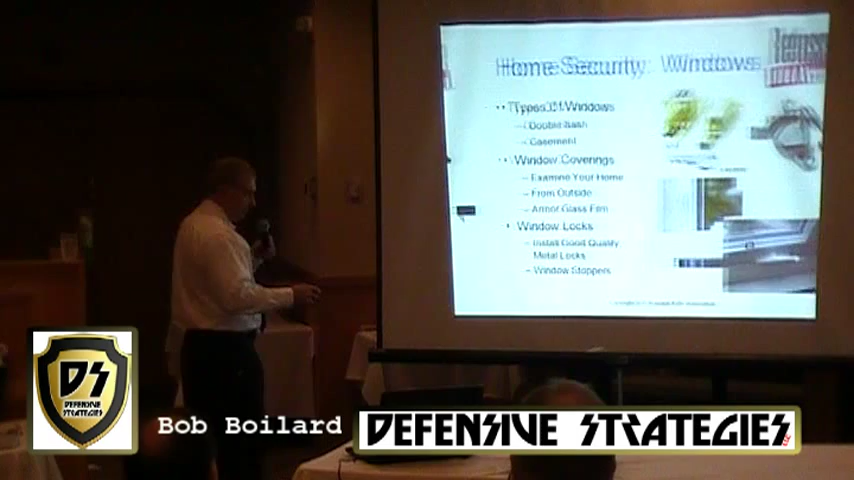 Home Security: Windows
• Types Of Windows
– Double Sash
– Casement
• Window Coverings
– Examine Your Home
– From Outside
– Armor Glass Film
• Window Locks
– Install Good Quality
Metal Locks
– Window Stoppers
DS
DEFENSIVE
STRATEGIES
Bob Boilard
DEFENSIVE STRATEGIES